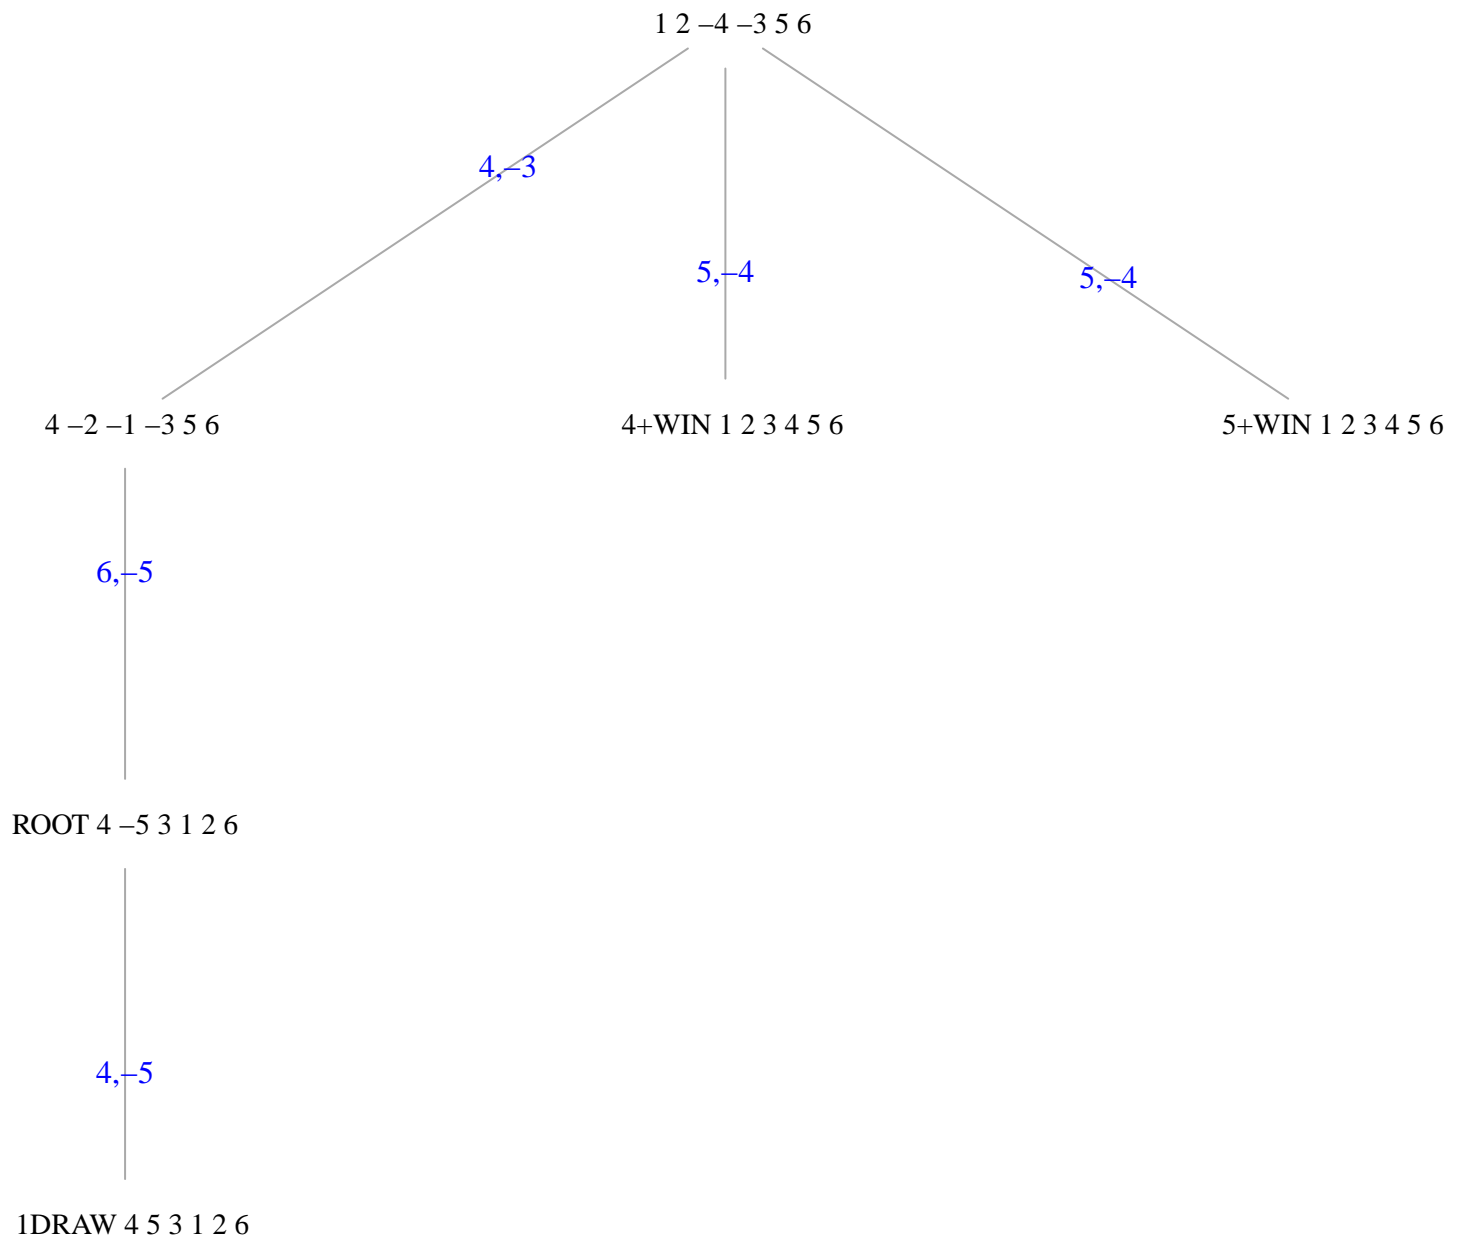 1 2 –4 –3 5 6
4,–3
5,–4
5,–4
4 –2 –1 –3 5 6
4+WIN 1 2 3 4 5 6
5+WIN 1 2 3 4 5 6
6,–5
ROOT 4 –5 3 1 2 6
4,–5
1DRAW 4 5 3 1 2 6